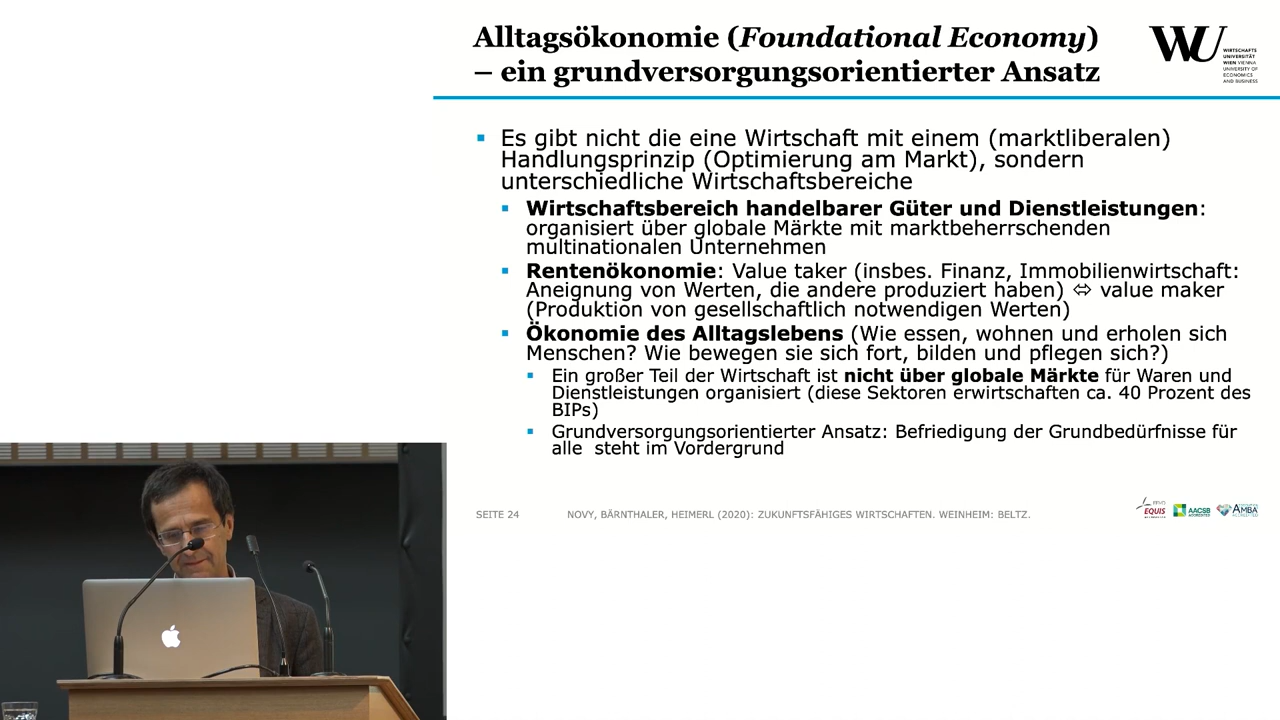 Alltagsökonomie (Foundational Economy)
– ein grundversorgungsorientierter Ansatz
WU
WIRTSCHAFTS
UNIVERSITÄT
WIEN VIENNA
UNIVERSITY OF
ECONOMICS
AND BUSINESS
Es gibt nicht die eine Wirtschaft mit einem (marktliberalen)
Handlungsprinzip (Optimierung am Markt), sondern
unterschiedliche Wirtschaftsbereiche
Wirtschaftsbereich handelbarer Güter und Dienstleistungen:
organisiert über globale Märkte mit marktbeherrschenden
multinationalen Unternehmen
Rentenökonomie: Value taker (insbes. Finanz, Immobilienwirtschaft:
Aneignung von Werten, die andere produziert haben) ⬄ value maker
(Produktion von gesellschaftlich notwendigen Werten)
Ökonomie des Alltagslebens (Wie essen, wohnen und erholen sich
Menschen? Wie bewegen sie sich fort, bilden und pflegen sich?)
Ein großer Teil der Wirtschaft ist nicht über globale Märkte für Waren und
Dienstleistungen organisiert (diese Sektoren erwirtschaften ca. 40 Prozent des
BIPs)
Grundversorgungsorientierter Ansatz: Befriedigung der Grundbedürfnisse für
alle  steht im Vordergrund
SEITE 24
NOVY, BÄRNTHALER, HEIMERL (2020): ZUKUNFTSFÄHIGES WIRTSCHAFTEN. WEINHEIM: BELTZ.
EQUIS
AACSB
AMBA